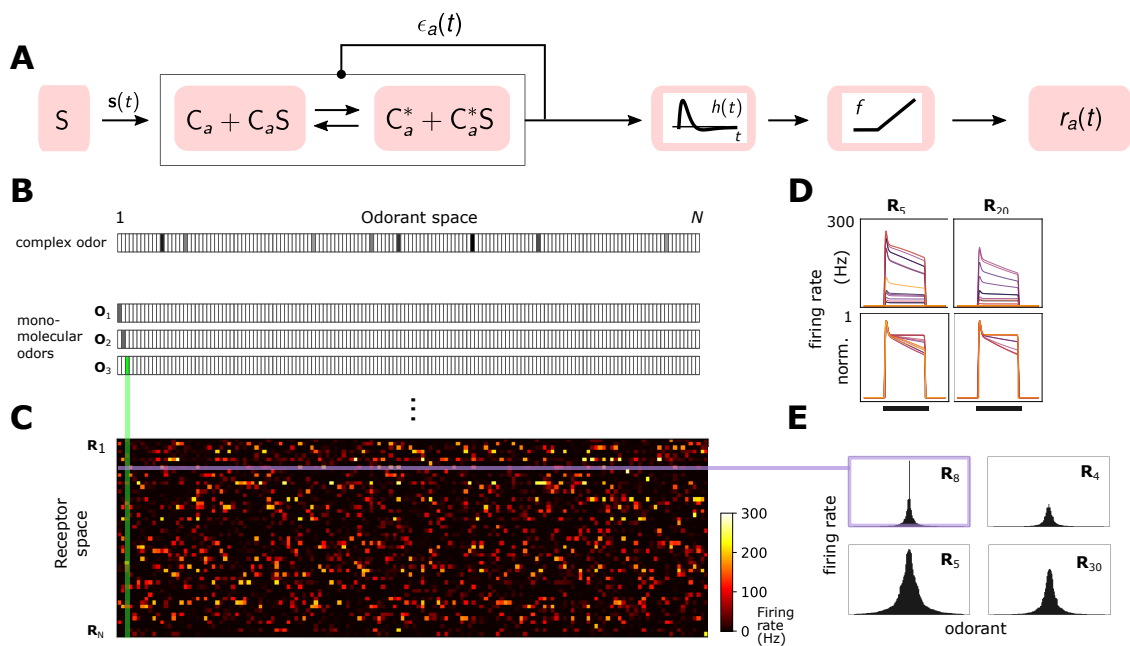 A
ϵₐ(t)
S
s(t)
Cₐ + CₐS
C*ₐ + C*ₐS
h(t)
t
f
rₐ(t)
B
1
Odorant space
N
complex odor
mono-
molecular
odors
O₁
O₂
O₃
⋮
C
R1
Receptor
space
R_N
300
200
100
0
Firing
rate
(Hz)
D
R₅
R₂₀
300
firing rate
(Hz)
1
norm.
E
firing rate
R₈
R₄
R₅
R₃₀
odorant